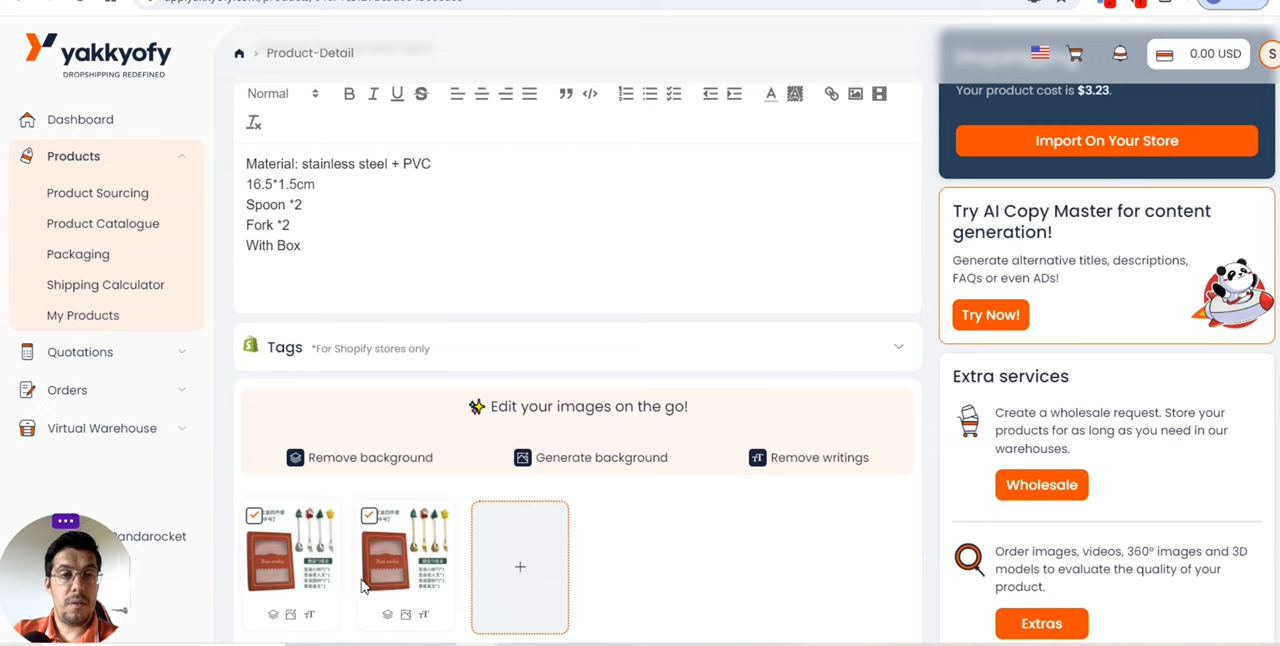 yakkyofy
DROPSHIPPING REDEFINED
Product-Detail
0.00 USD
S
Dashboard
Products
Product Sourcing
Product Catalogue
Packaging
Shipping Calculator
My Products
Quotations
Orders
Virtual Warehouse
Normal
Material: stainless steel + PVC
16.5*1.5cm
Spoon *2
Fork *2
With Box
Tags *For Shopify stores only
Edit your images on the go!
Remove background
Generate background
Remove writings
Your product cost is $3.23.
Import On Your Store
Try AI Copy Master for content
generation!
Generate alternative titles, descriptions,
FAQs or even ADs!
Try Now!
Extra services
Create a wholesale request. Store your
products for as long as you need in our
warehouses.
Wholesale
Order images, videos, 360º images and 3D
models to evaluate the quality of your
product.
Extras